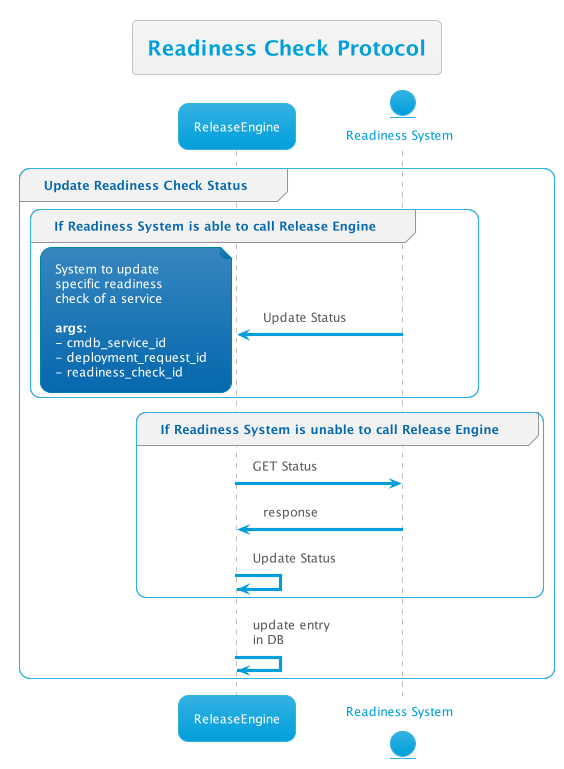 Readiness Check Protocol
ReleaseEngine
Readiness System
Update Readiness Check Status
If Readiness System is able to call Release Engine
System to update
specific readiness
check of a service
args:
- cmdb_service_id
- deployment_request_id
- readiness_check_id
Update Status
If Readiness System is unable to call Release Engine
GET Status
response
Update Status
update entry
in DB
ReleaseEngine
Readiness System